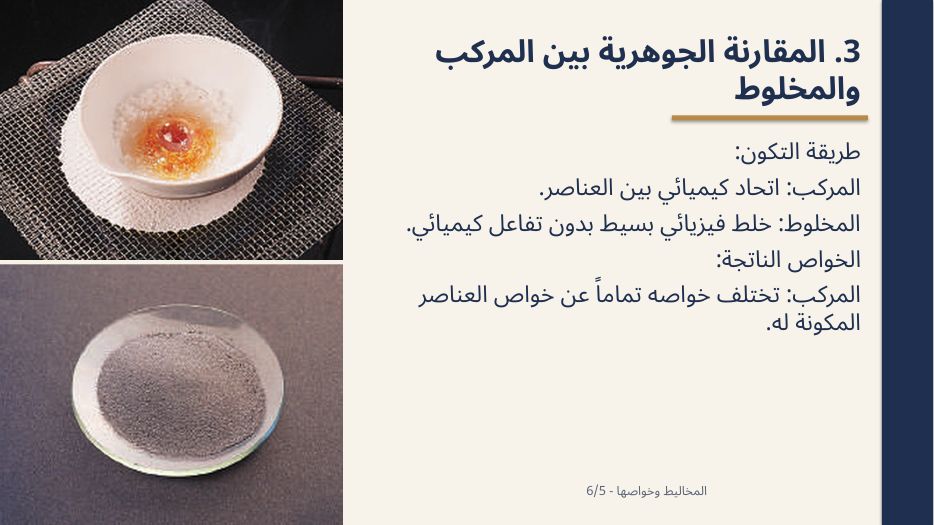 3. المقارنة الجوهرية بين المركب
والمخلوط
طريقة التكون:
المركب: اتحاد كيميائي بين العناصر.
المخلوط: خلط فيزيائي بسيط بدون تفاعل كيميائي.
الخواص الناتجة:
المركب: تختلف خواصه تماماً عن خواص العناصر
المكونة له.
المخاليط وخواصها - 6/5